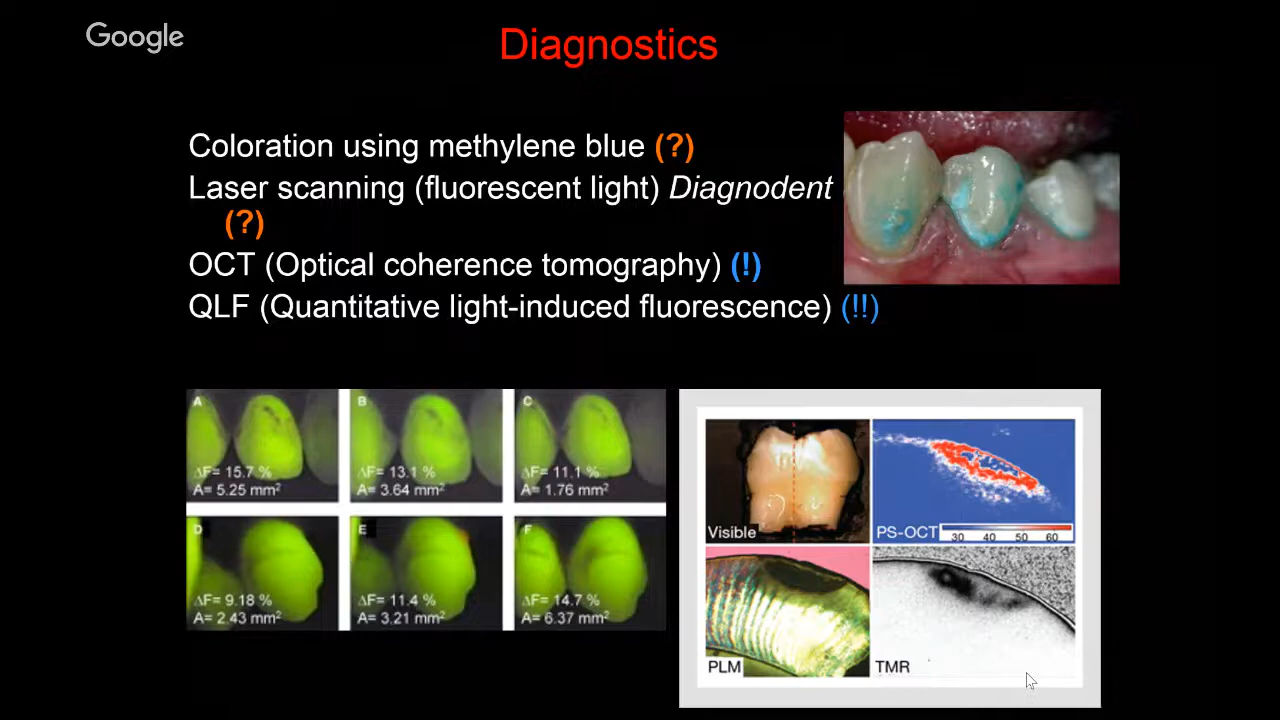 Google
Diagnostics
Coloration using methylene blue (?)
Laser scanning (fluorescent light) Diagnodent
(?)
OCT (Optical coherence tomography) (!)
QLF (Quantitative light-induced fluorescence) (!!)
A
ΔF= 15.7 %
A= 5.25 mm²
B
ΔF= 13.1 %
A= 3.64 mm²
C
ΔF= 11.1 %
A= 1.76 mm²
D
ΔF= 9.18 %
A= 2.43 mm²
E
ΔF= 11.4 %
A= 3.21 mm²
F
ΔF= 14.7 %
A= 6.37 mm²
Visible
PS-OCT
30 40 50 60
PLM
TMR